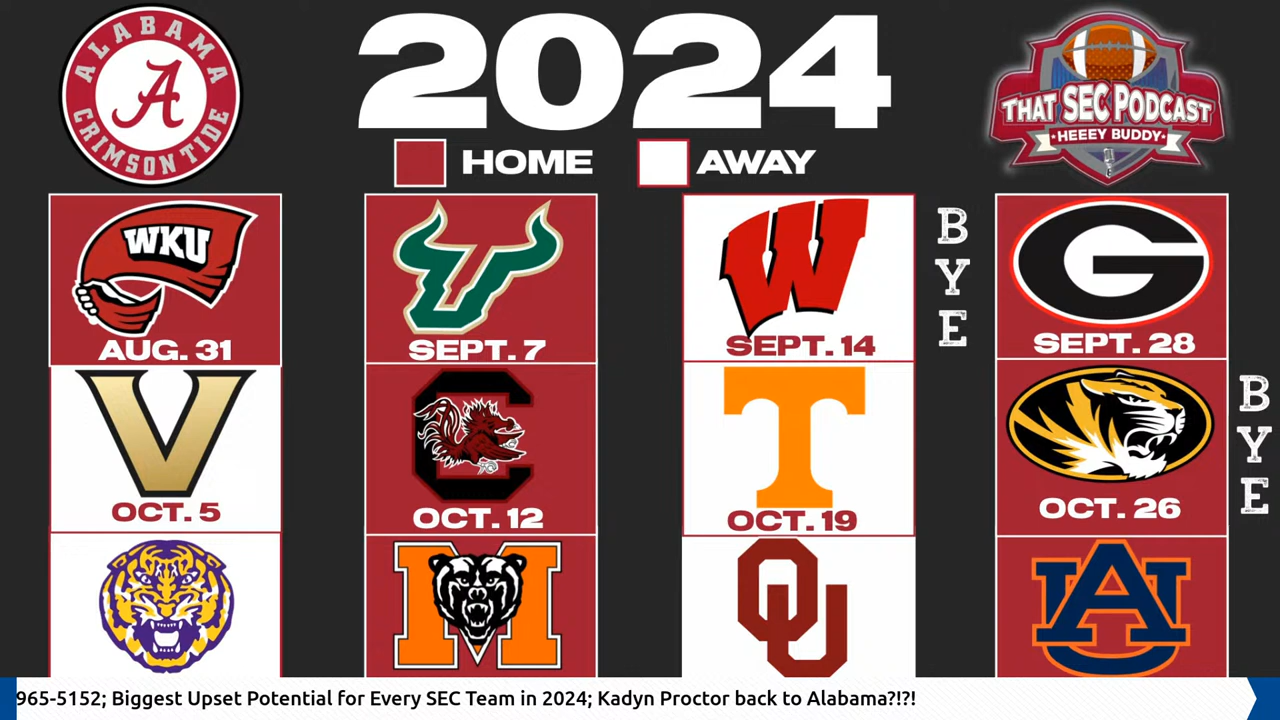 ALABAMA
A
CRIMSON TIDE
2024
THAT SEC PODCAST
HEEEY BUDDY
HOME
AWAY
WKU
AUG. 31
U
SEPT. 7
W
SEPT. 14
BYE
G
SEPT. 28
V
OCT. 5
C
OCT. 12
T
OCT. 19
OCT. 26
BYE
M
OU
AU
965-5152; Biggest Upset Potential for Every SEC Team in 2024; Kadyn Proctor back to Alabama?!?!